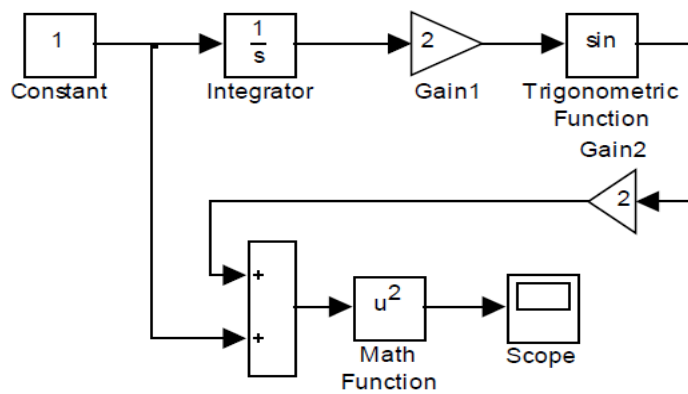 1
1
s
2
sin
Constant
Integrator
Gain1
Trigonometric
Function
Gain2
2
+
+
u²
Math
Function
Scope